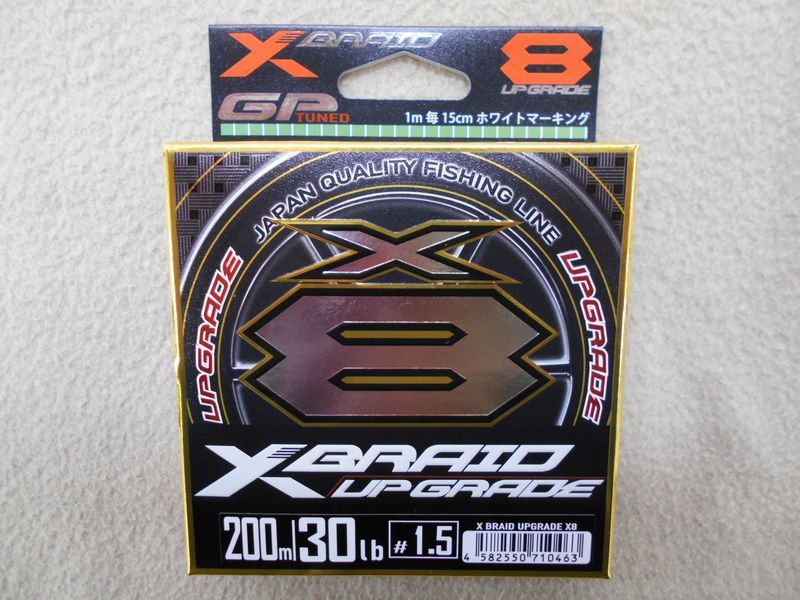 X BRAID
8
UPGRADE
GP
TUNED
1m 毎 15cm ホワイトマーキング
JAPAN QUALITY FISHING LINE
UPGRADE
UPGRADE
X
8
X BRAID
UPGRADE
200m 30lb #1.5
X BRAID UPGRADE X8
4 582550 710463